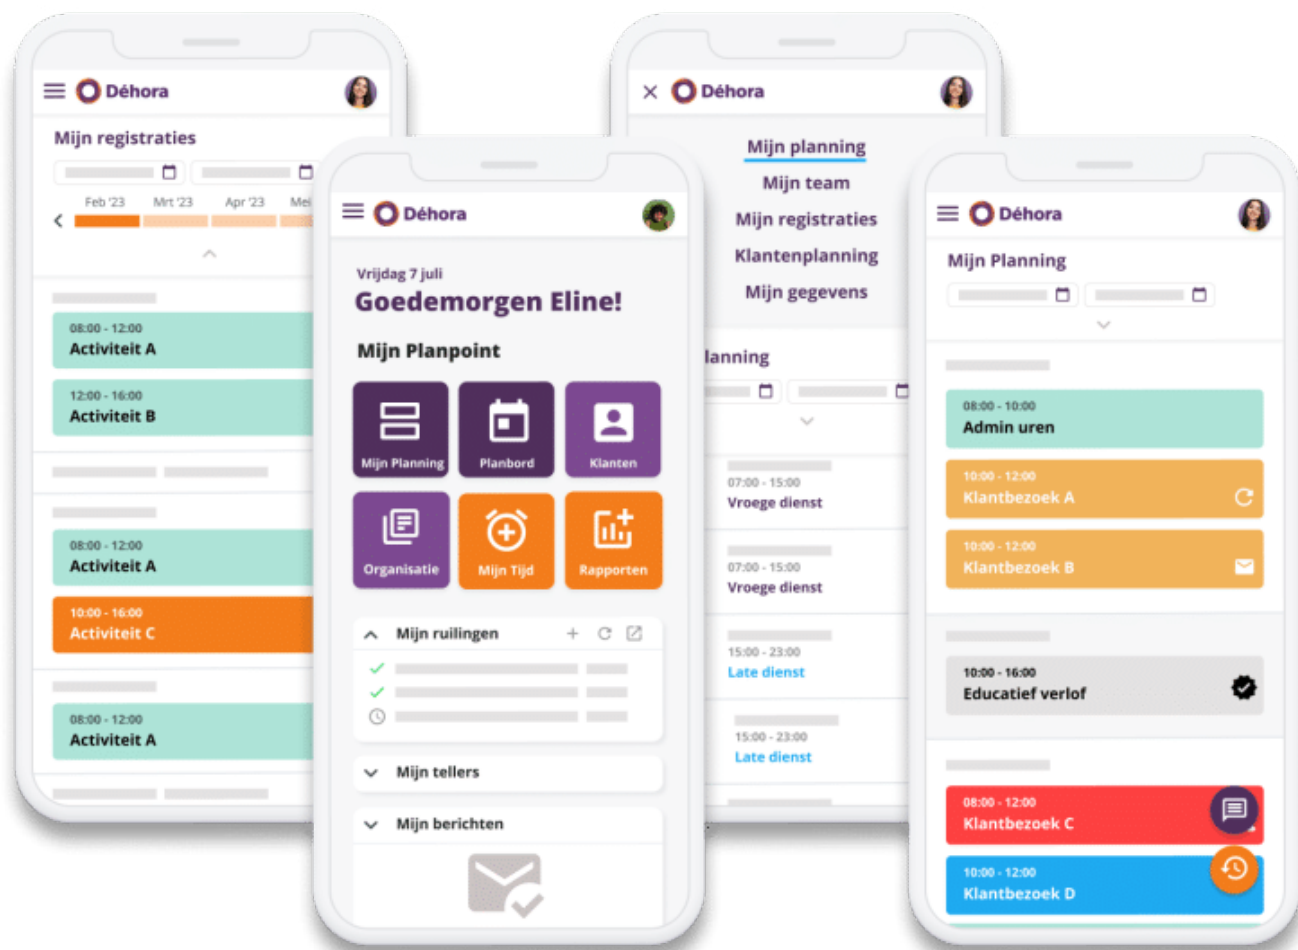 Déhora
Mijn registraties
Feb '23 Mrt '23 Apr '23 Mei
08:00 - 12:00
Activiteit A
12:00 - 16:00
Activiteit B
08:00 - 12:00
Activiteit A
10:00 - 16:00
Activiteit C
08:00 - 12:00
Activiteit A
Déhora
Vrijdag 7 juli
Goedemorgen Eline!
Mijn Planpoint
Mijn Planning Planbord Klanten
Organisatie Mijn Tijd Rapporten
Mijn ruilingen
Mijn tellers
Mijn berichten
Déhora
Mijn planning
Mijn team
Mijn registraties
Klantenplanning
Mijn gegevens
lanning
07:00 - 15:00
Vroege dienst
07:00 - 15:00
Vroege dienst
15:00 - 23:00
Late dienst
15:00 - 23:00
Late dienst
Déhora
Mijn Planning
08:00 - 10:00
Admin uren
10:00 - 12:00
Klantbezoek A
10:00 - 12:00
Klantbezoek B
10:00 - 16:00
Educatief verlof
08:00 - 12:00
Klantbezoek C
10:00 - 12:00
Klantbezoek D